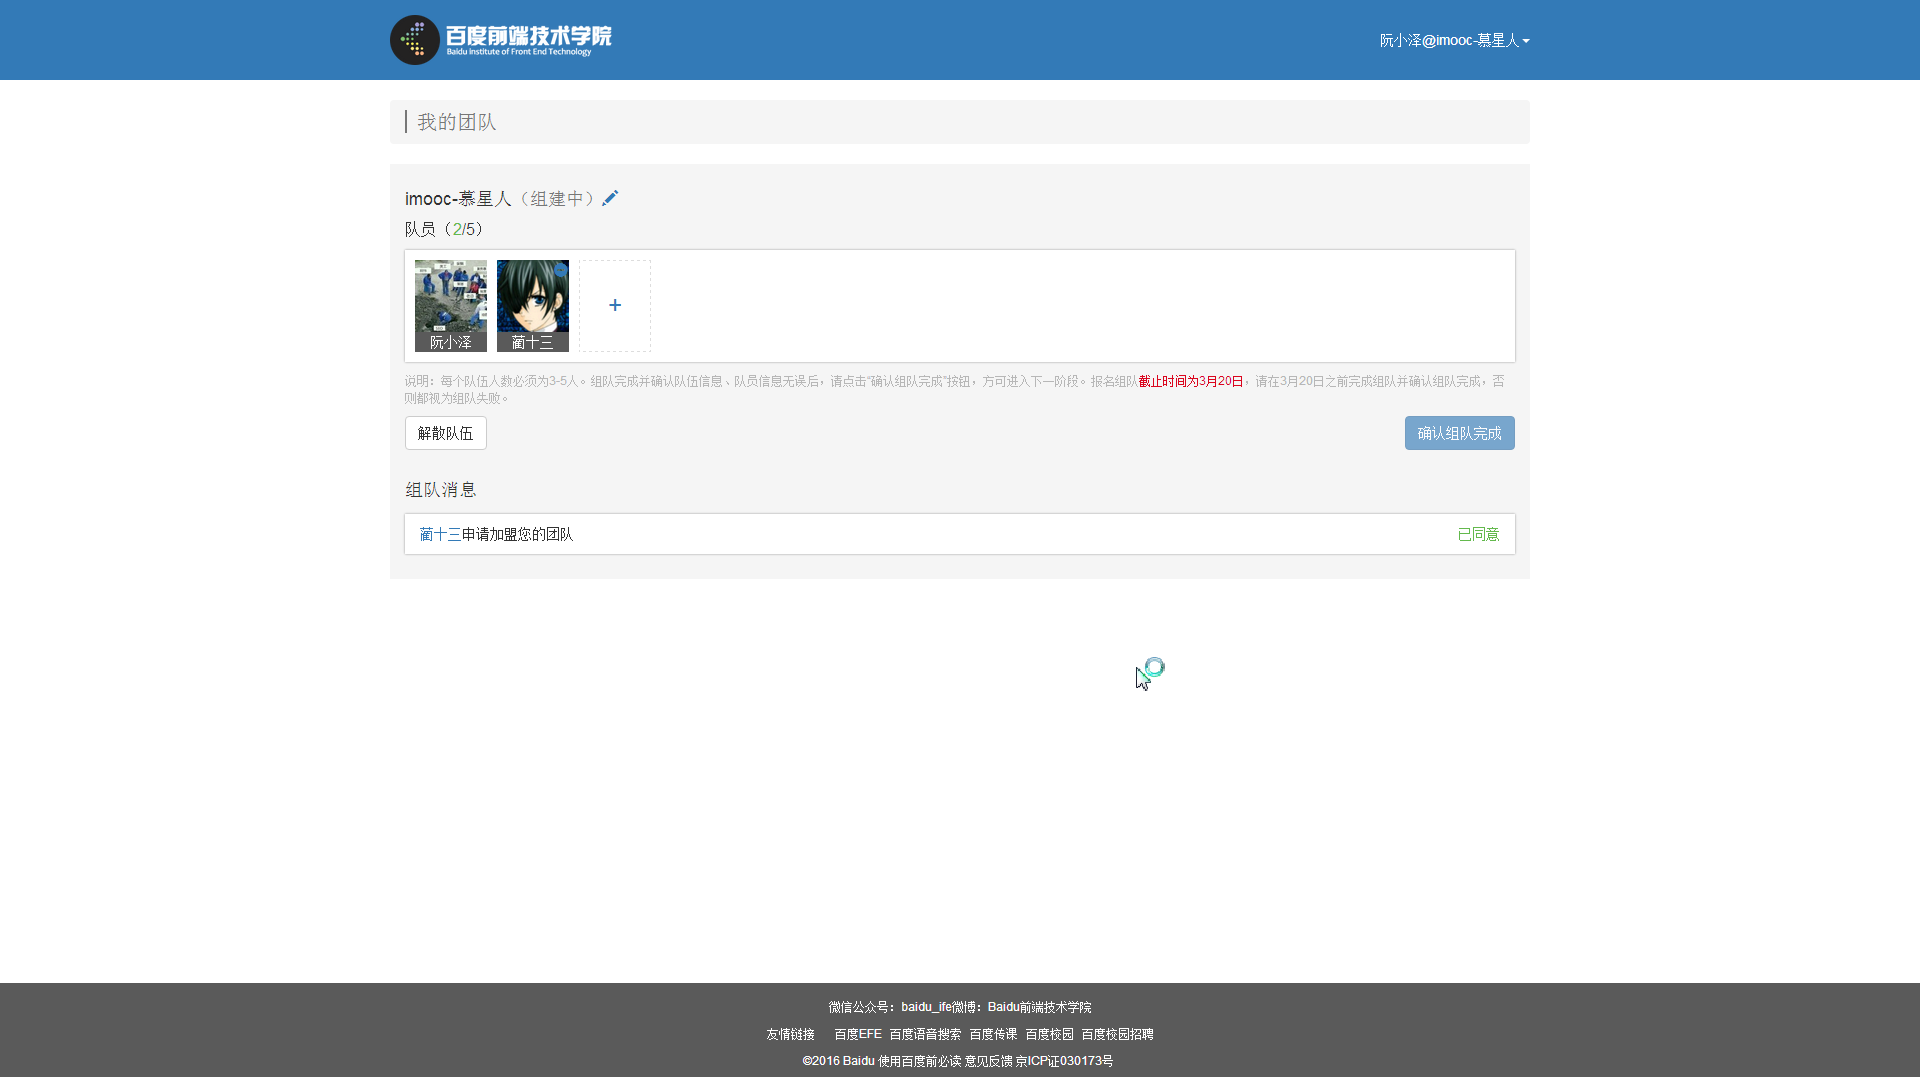 百度前端技术学院
Baidu Institute of Front End Technology
阮小泽@imooc-慕星人
我的团队
imooc-慕星人（组建中）
队员（2/5）
阮小泽
蔺十三
+
说明：每个队伍人数必须为3-5人。组队完成并确认队伍信息、队员信息无误后，请点击“确认组队完成”按钮，方可进入下一阶段。报名组队截止时间为3月20日，请在3月20日之前完成组队并确认组队完成，否
则都视为组队失败。
解散队伍
确认组队完成
组队消息
蔺十三申请加盟您的团队
已同意
微信公众号：baidu_ife微博：Baidu前端技术学院
友情链接 百度EFE 百度语音搜索 百度传课 百度校园 百度校园招聘
©2016 Baidu 使用百度前必读 意见反馈 京ICP证030173号